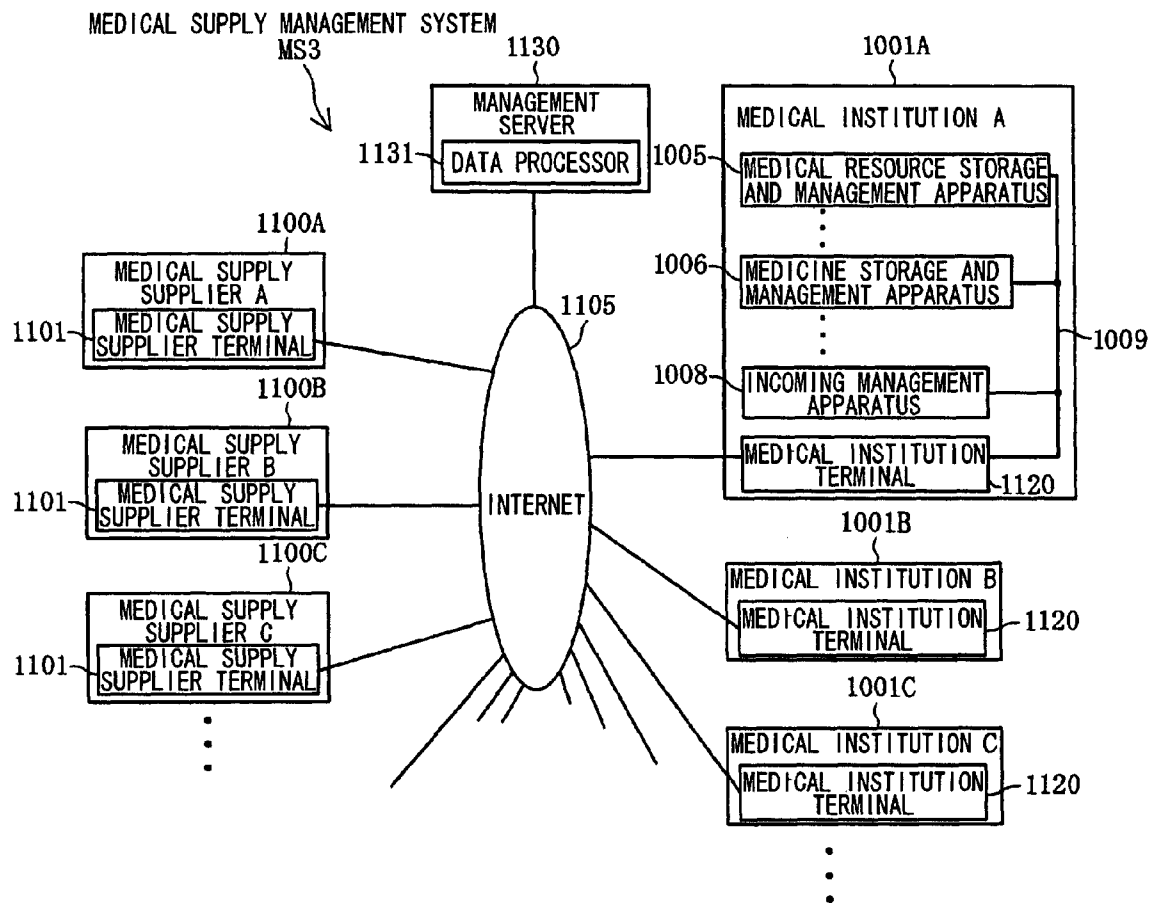 MEDICAL SUPPLY MANAGEMENT SYSTEM
MS3
1130
MANAGEMENT
SERVER
1131
DATA PROCESSOR
1001A
MEDICAL INSTITUTION A
1005
MEDICAL RESOURCE STORAGE
AND MANAGEMENT APPARATUS
1006
MEDICINE STORAGE AND
MANAGEMENT APPARATUS
1008
INCOMING MANAGEMENT
APPARATUS
1009
MEDICAL INSTITUTION
TERMINAL
1120
1100A
MEDICAL SUPPLY
SUPPLIER A
1101
MEDICAL SUPPLY
SUPPLIER TERMINAL
1100B
MEDICAL SUPPLY
SUPPLIER B
1101
MEDICAL SUPPLY
SUPPLIER TERMINAL
1100C
MEDICAL SUPPLY
SUPPLIER C
1101
MEDICAL SUPPLY
SUPPLIER TERMINAL
1105
INTERNET
1001B
MEDICAL INSTITUTION B
MEDICAL INSTITUTION
TERMINAL
1120
1001C
MEDICAL INSTITUTION C
MEDICAL INSTITUTION
TERMINAL
1120